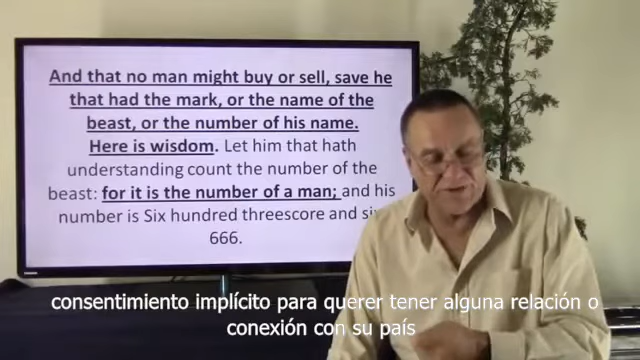 And that no man might buy or sell, save he
that had the mark, or the name of the
beast, or the number of his name.
Here is wisdom. Let him that hath
understanding count the number of the
beast: for it is the number of a man; and his
number is Six hundred threescore and six
666.
consentimiento implícito para querer tener alguna relación o
conexión con su país